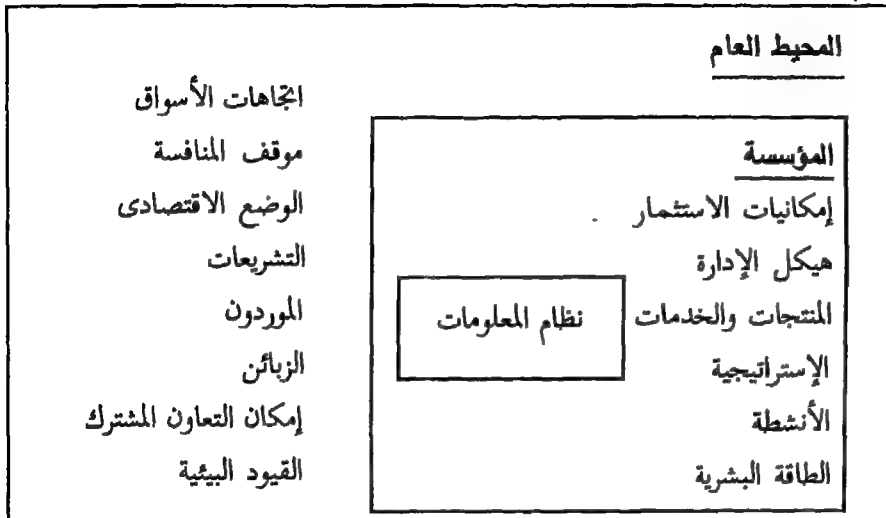 المحيط العام
المؤسسة
إمكانيات الاستثمار
هيكل الإدارة
المنتجات والخدمات
الإستراتيجية
الأنشطة
الطاقة البشرية
نظام المعلومات
اتجاهات الأسواق
موقف المنافسة
الوضع الاقتصادى
التشريعات
الموردون
الزبائن
إمكان التعاون المشترك
القيود البيئية